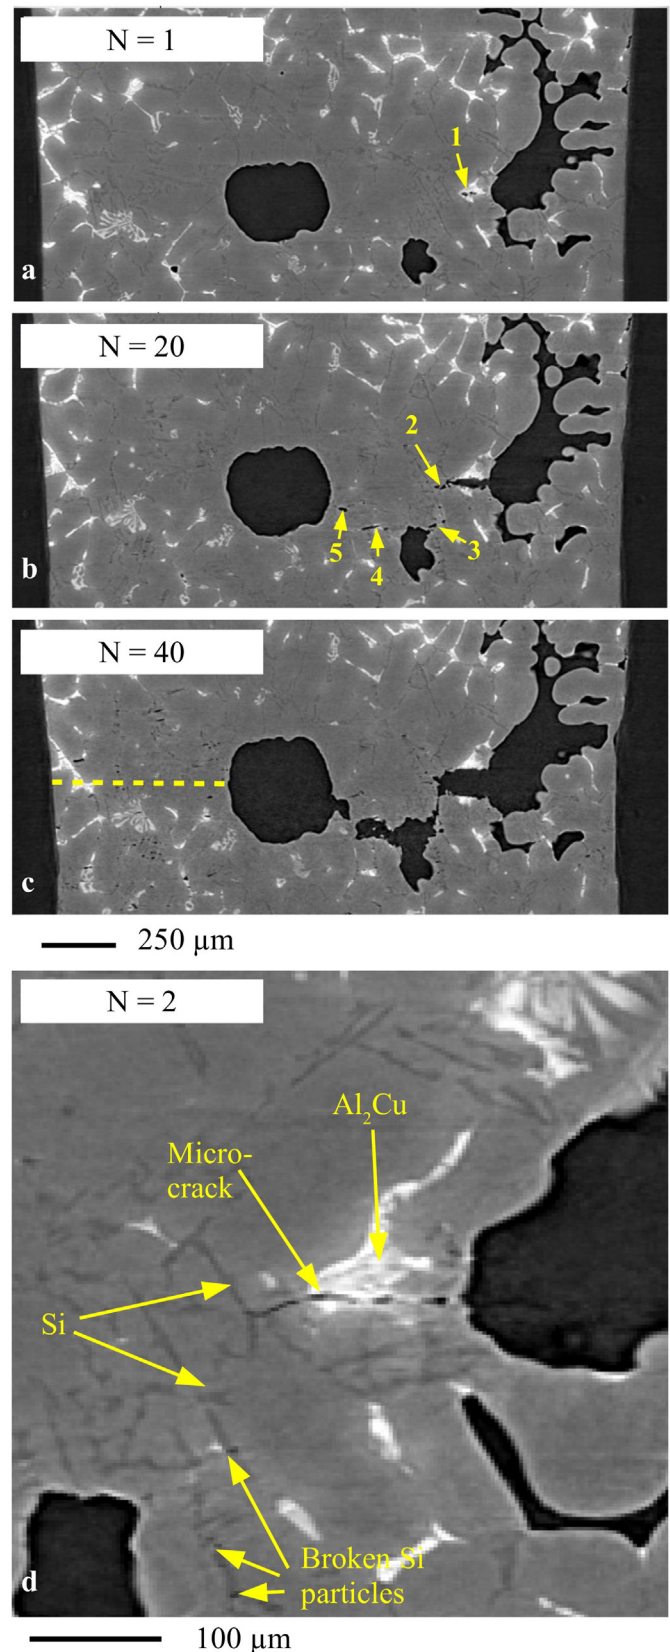 N = 1
1
a
N = 20
2
5
4
3
b
N = 40
c
250 µm
N = 2
Al₂Cu
Micro-
crack
Si
Broken Si
particles
d
100 µm